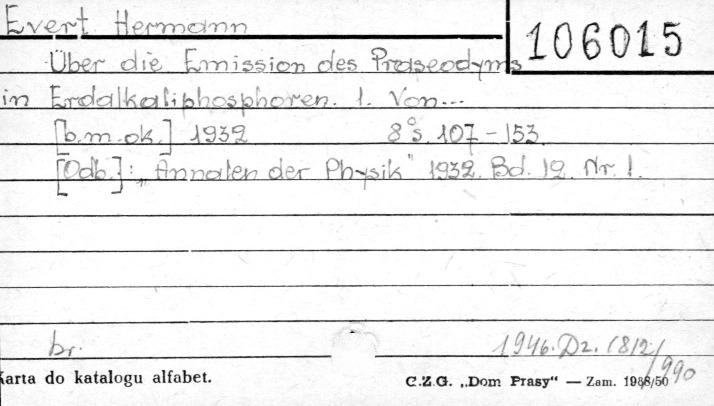 Evert Hermann
106015
Über die Emission des Praseodyms
in Erdalkaliphosphoren. 1. Von...
[b.m.ok.] 1932 8° s. 107-153.
[Odb.]: „Annalen der Physik" 1932. Bd. 12. Nr. 1.
br.
1946. Dz. 1812/990
Karta do katalogu alfabet.
C.Z.G. „Dom Prasy“ — Zam. 1988/50